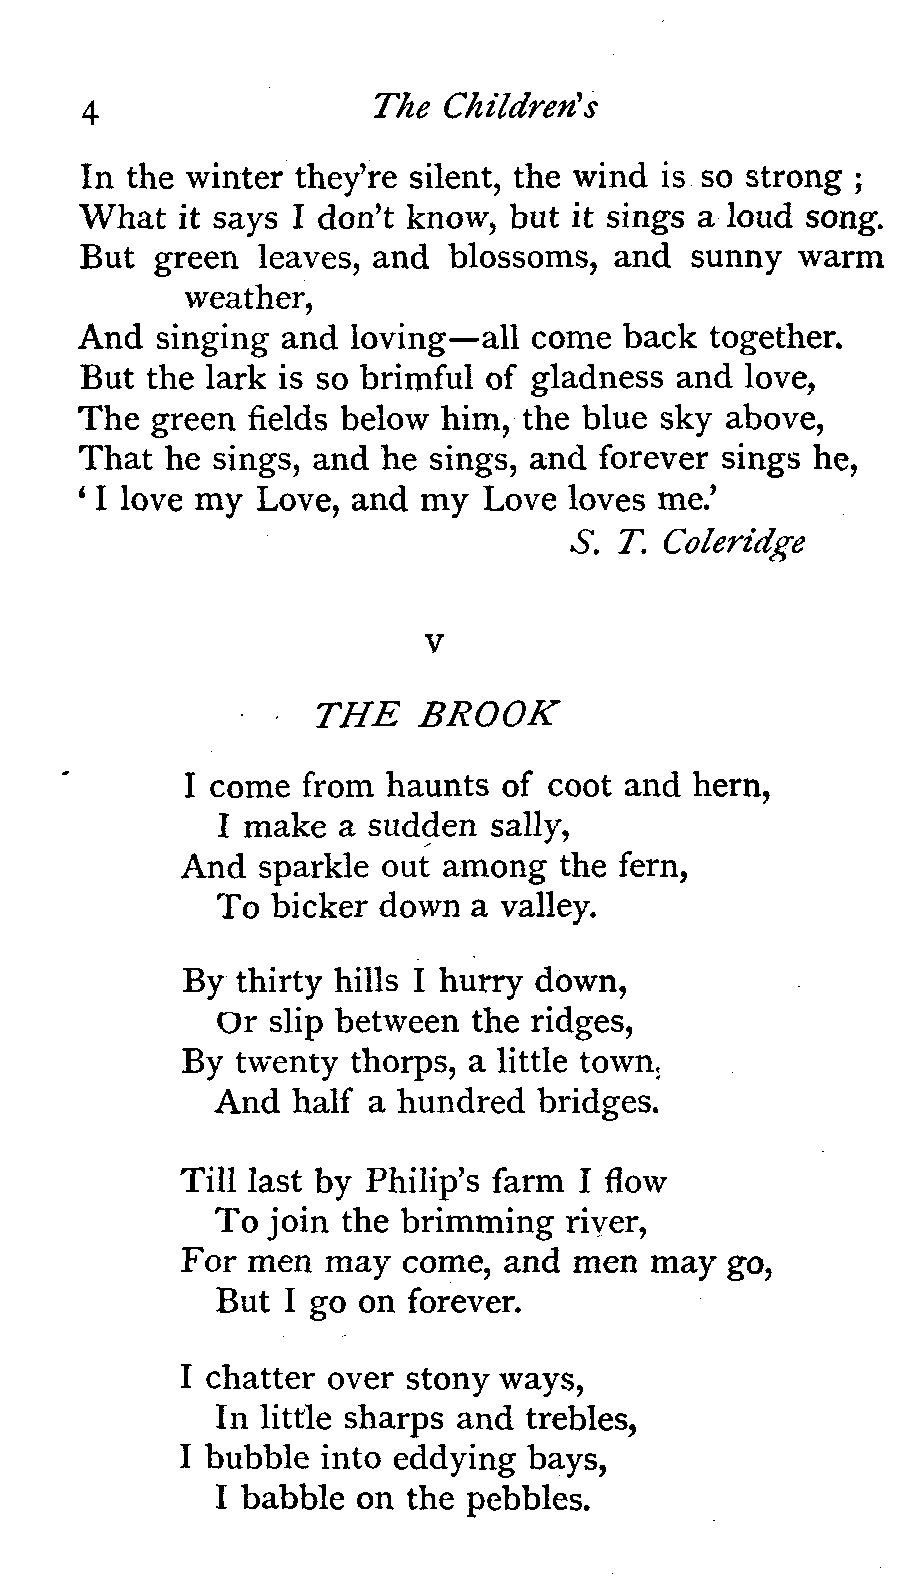 4 The Children's
In the winter they're silent, the wind is so strong ;
What it says I don't know, but it sings a loud song.
But green leaves, and blossoms, and sunny warm
weather,
And singing and loving—all come back together.
But the lark is so brimful of gladness and love,
The green fields below him, the blue sky above,
That he sings, and he sings, and forever sings he,
‘ I love my Love, and my Love loves me.’
S. T. Coleridge
V
THE BROOK
I come from haunts of coot and hern,
I make a sudden sally,
And sparkle out among the fern,
To bicker down a valley.
By thirty hills I hurry down,
Or slip between the ridges,
By twenty thorps, a little town,
And half a hundred bridges.
Till last by Philip's farm I flow
To join the brimming river,
For men may come, and men may go,
But I go on forever.
I chatter over stony ways,
In little sharps and trebles,
I bubble into eddying bays,
I babble on the pebbles.